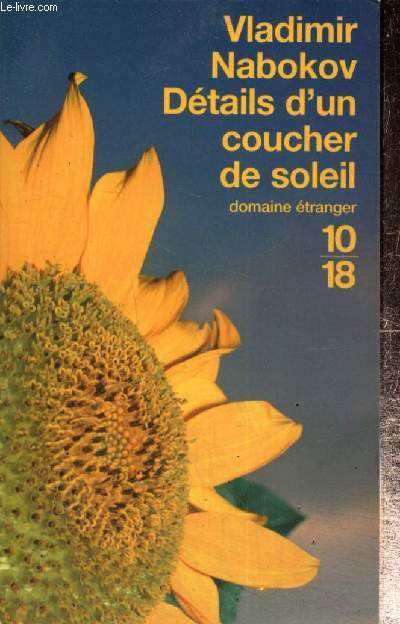 Le-livre.com
Vladimir
Nabokov
Détails d'un
coucher
de soleil
domaine étranger
10
18